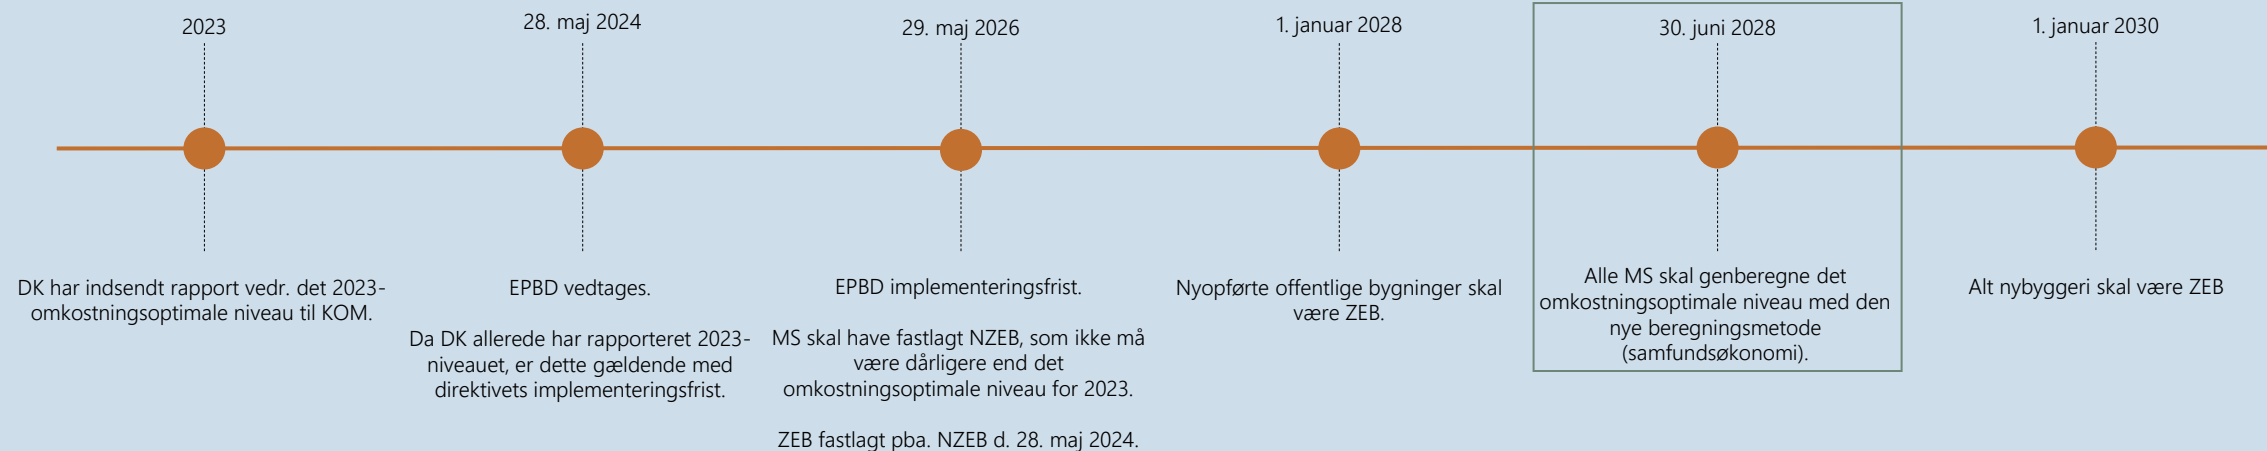 2023
DK har indsendt rapport vedr. det 2023-
omkostningsoptimale niveau til KOM.
28. maj 2024
EPBD vedtages.
Da DK allerede har rapporteret 2023-
niveauet, er dette gældende med
direktivets implementeringsfrist.
29. maj 2026
EPBD implementeringsfrist.
MS skal have fastlagt NZEB, som ikke må
være dårligere end det
omkostningsoptimale niveau for 2023.
ZEB fastlagt pba. NZEB d. 28. maj 2024.
1. januar 2028
Nyopførte offentlige bygninger skal
være ZEB.
30. juni 2028
Alle MS skal genberegne det
omkostningsoptimale niveau med den
nye beregningsmetode
(samfundsøkonomi).
1. januar 2030
Alt nybyggeri skal være ZEB